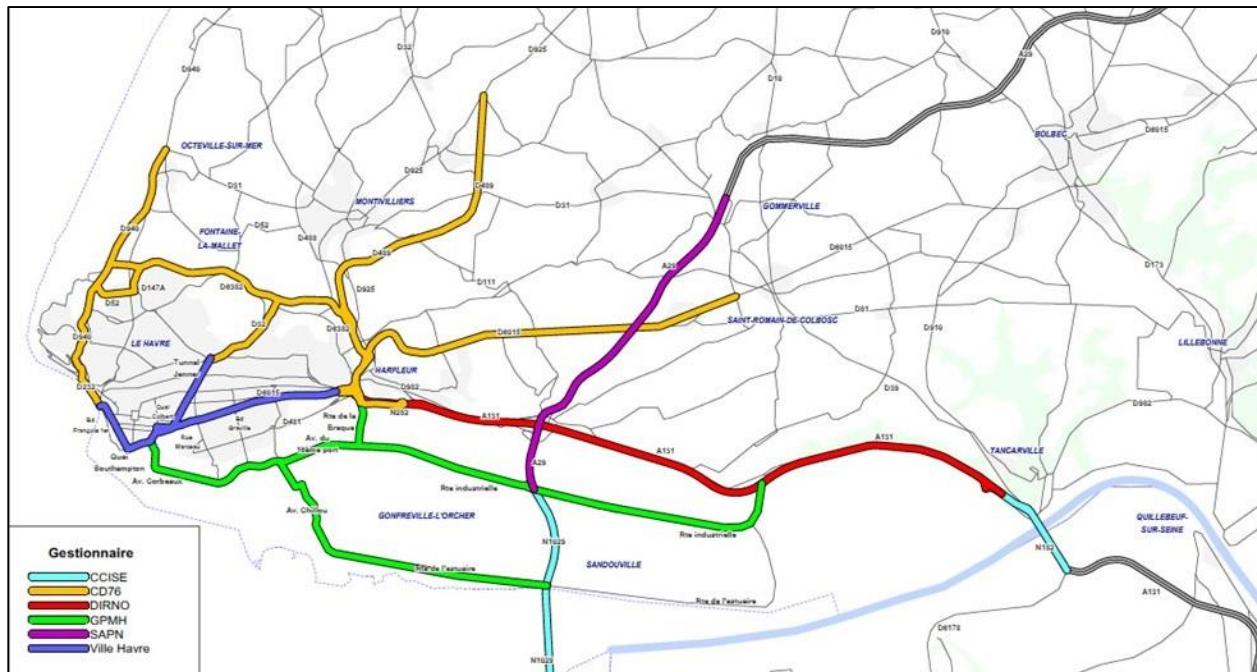 D32
D925
D910
A29
D940
D18
OCTEVILLE-SUR-MER
BOLBEC
D6015
D925
D31
D489
MONTIVILLIERS
D31
GOMMERVILLE
D940
FONTAINE-
LA-MALLET
D52
D489
D489
D6015
A29
D173
D147A
D6382
D925
D111
D52
D52
D6382
D6015
SAINT-ROMAIN-DE-COLBOSC
D81
D910
D940
LE HAVRE
LILLEBONNE
Tunnel
Jenner
HARFLEUR
D232
D6015
D982
D39
D982
Bd.
François 1er
Quai
Colbert
Bd
Graville
D481
N282
A131
Rte de la
Breque
Rue
Marceau
Av. du
16ème port
A131
TANCARVILLE
Quai
Southampton
A131
A29
Av. Corbeaux
Rte industrielle
Av. Chillou
GONFREVILLE-L'ORCHER
QUILLEBEUF-
SUR-SEINE
Rte industrielle
N1029
N182
SANDOUVILLE
Rte de l'estuaire
A131
Rte de l'estuaire
D6178
N1029
Gestionnaire
CCISE
CD76
DIRNO
GPMH
SAPN
Ville Havre